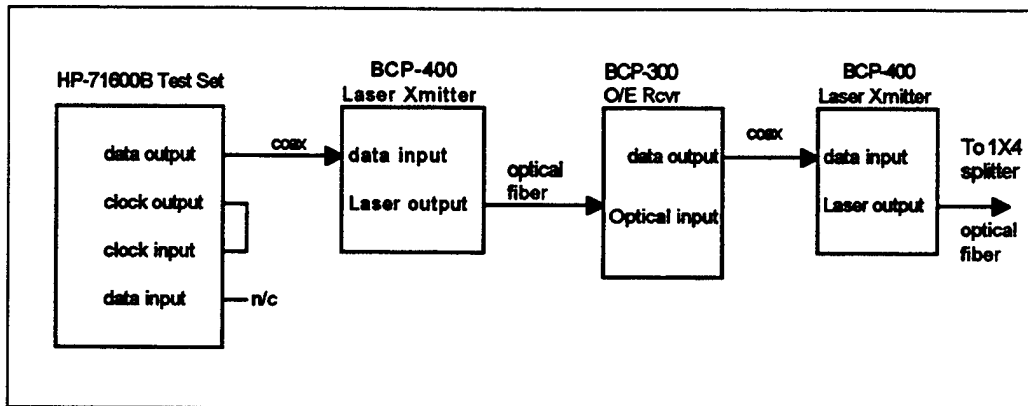 HP-71600B Test Set
data output
clock output
clock input
data input
n/c
coax
BCP-400
Laser Xmitter
data input
Laser output
optical
fiber
BCP-300
O/E Rcvr
data output
Optical input
coax
BCP-400
Laser Xmitter
data input
Laser output
To 1X4
splitter
optical
fiber